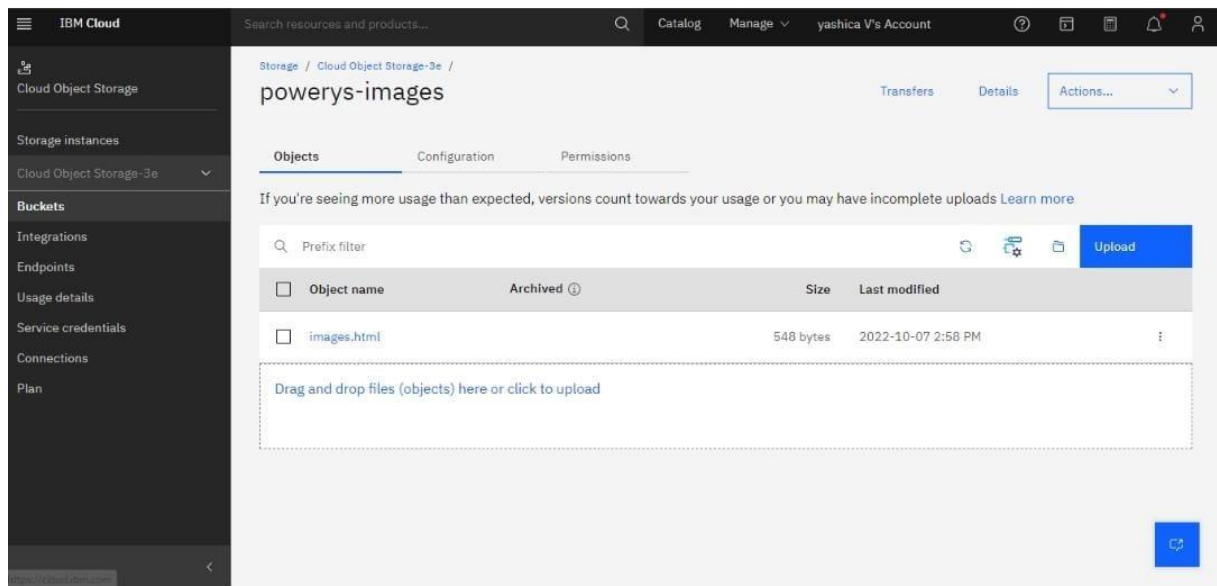 IBM Cloud
Search resources and products...
Catalog
Manage
yashica V's Account
Cloud Object Storage
Storage instances
Cloud Object Storage-3e
Buckets
Integrations
Endpoints
Usage details
Service credentials
Connections
Plan
https://cloud.ibm.com
Storage / Cloud Object Storage-3e /
powerys-images
Transfers
Details
Actions...
Objects
Configuration
Permissions
If you're seeing more usage than expected, versions count towards your usage or you may have incomplete uploads Learn more
Prefix filter
Upload
Object name
Archived
Size
Last modified
images.html
548 bytes
2022-10-07 2:58 PM
Drag and drop files (objects) here or click to upload